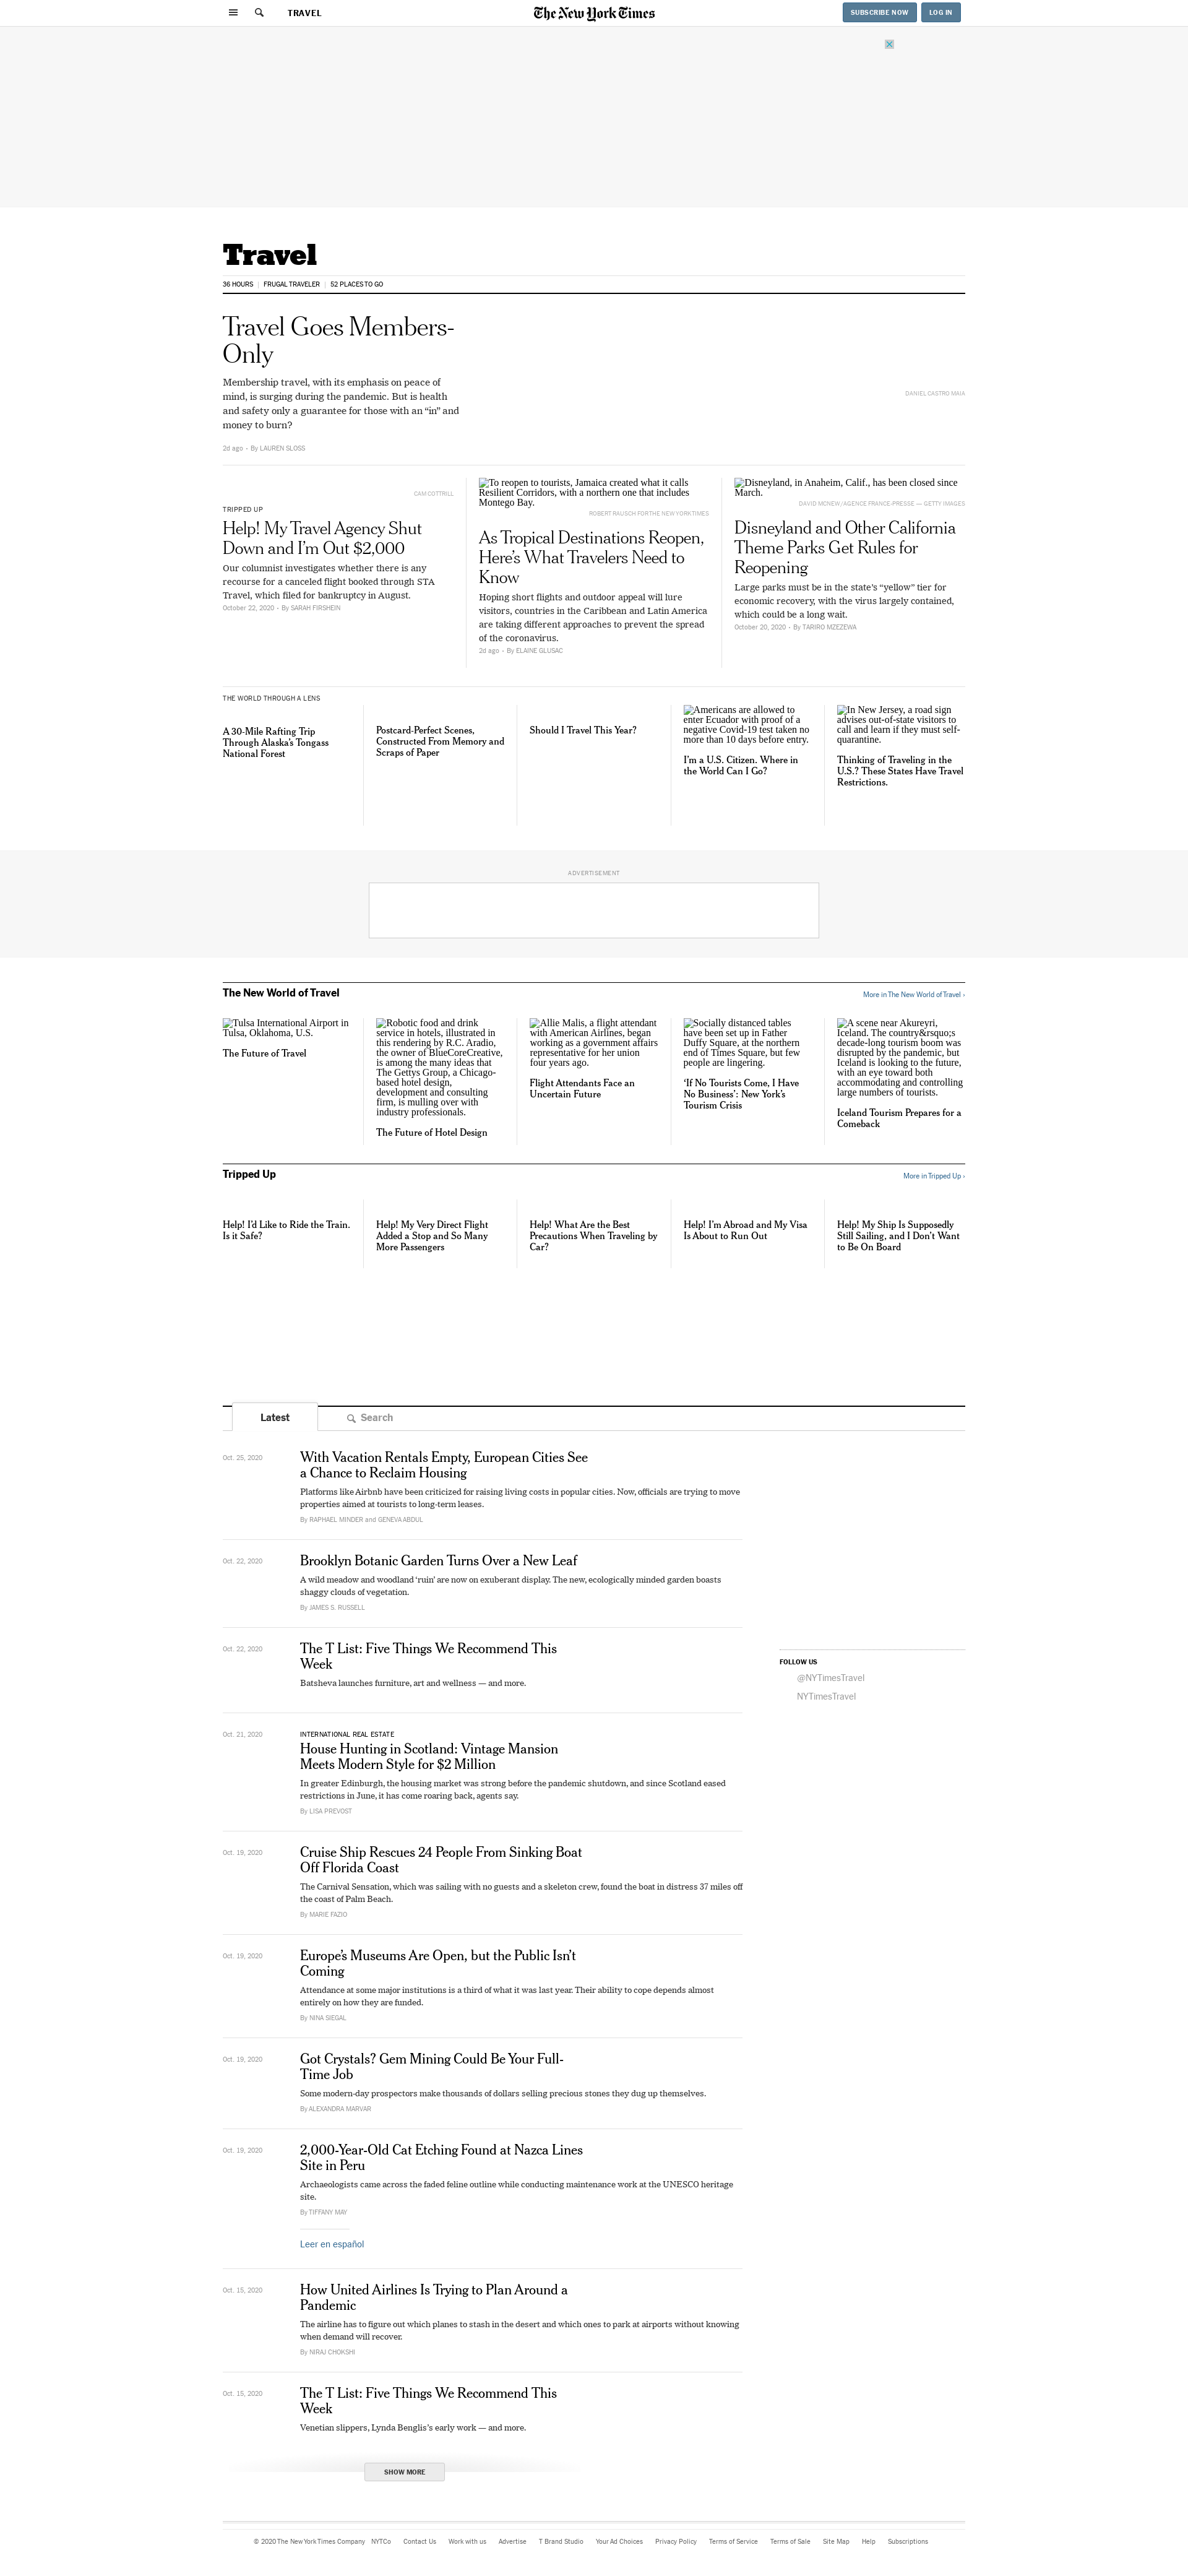 TRAVEL
The New York Times
SUBSCRIBE NOW
LOG IN
Travel
36 HOURS
FRUGAL TRAVELER
52 PLACES TO GO
Travel Goes Members-
Only
Membership travel, with its emphasis on peace of
mind, is surging during the pandemic. But is health
and safety only a guarantee for those with an “in” and
money to burn?
2d ago • By LAUREN SLOSS
DANIEL CASTRO MAIA
CAM COTTRILL
TRIPPED UP
Help! My Travel Agency Shut
Down and I’m Out $2,000
Our columnist investigates whether there is any
recourse for a canceled flight booked through STA
Travel, which filed for bankruptcy in August.
October 22, 2020 • By SARAH FIRSHEIN
To reopen to tourists, Jamaica created what it calls
Resilient Corridors, with a northern one that includes
Montego Bay.
ROBERT RAUSCH FOR THE NEW YORK TIMES
As Tropical Destinations Reopen,
Here’s What Travelers Need to
Know
Hoping short flights and outdoor appeal will lure
visitors, countries in the Caribbean and Latin America
are taking different approaches to prevent the spread
of the coronavirus.
2d ago • By ELAINE GLUSAC
Disneyland, in Anaheim, Calif., has been closed since
March.
DAVID MCNEW/AGENCE FRANCE-PRESSE — GETTY IMAGES
Disneyland and Other California
Theme Parks Get Rules for
Reopening
Large parks must be in the state’s “yellow” tier for
economic recovery, with the virus largely contained,
which could be a long wait.
October 20, 2020 • By TARIRO MZEZEWA
THE WORLD THROUGH A LENS
A 30-Mile Rafting Trip
Through Alaska’s Tongass
National Forest
Postcard-Perfect Scenes,
Constructed From Memory and
Scraps of Paper
Should I Travel This Year?
Americans are allowed to
enter Ecuador with proof of a
negative Covid-19 test taken no
more than 10 days before entry.
I’m a U.S. Citizen. Where in
the World Can I Go?
In New Jersey, a road sign
advises out-of-state visitors to
call and learn if they must self-
quarantine.
Thinking of Traveling in the
U.S.? These States Have Travel
Restrictions.
ADVERTISEMENT
The New World of Travel
More in The New World of Travel ›
Tulsa International Airport in
Tulsa, Oklahoma, U.S.
The Future of Travel
Robotic food and drink
service in hotels, illustrated in
this rendering by R.C. Aradio,
the owner of BlueCoreCreative,
is among the many ideas that
The Gettys Group, a Chicago-
based hotel design,
development and consulting
firm, is mulling over with
industry professionals.
The Future of Hotel Design
Allie Malis, a flight attendant
with American Airlines, began
working as a government affairs
representative for her union
four years ago.
Flight Attendants Face an
Uncertain Future
Socially distanced tables
have been set up in Father
Duffy Square, at the northern
end of Times Square, but few
people are lingering.
‘If No Tourists Come, I Have
No Business’: New York’s
Tourism Crisis
A scene near Akureyri,
Iceland. The country&rsquo;s
decade-long tourism boom was
disrupted by the pandemic, but
Iceland is looking to the future,
with an eye toward both
accommodating and controlling
large numbers of tourists.
Iceland Tourism Prepares for a
Comeback
Tripped Up
More in Tripped Up ›
Help! I’d Like to Ride the Train.
Is it Safe?
Help! My Very Direct Flight
Added a Stop and So Many
More Passengers
Help! What Are the Best
Precautions When Traveling by
Car?
Help! I’m Abroad and My Visa
Is About to Run Out
Help! My Ship Is Supposedly
Still Sailing, and I Don’t Want
to Be On Board
Latest
Search
Oct. 25, 2020
With Vacation Rentals Empty, European Cities See
a Chance to Reclaim Housing
Platforms like Airbnb have been criticized for raising living costs in popular cities. Now, officials are trying to move
properties aimed at tourists to long-term leases.
By RAPHAEL MINDER and GENEVA ABDUL
Oct. 22, 2020
Brooklyn Botanic Garden Turns Over a New Leaf
A wild meadow and woodland ‘ruin’ are now on exuberant display. The new, ecologically minded garden boasts
shaggy clouds of vegetation.
By JAMES S. RUSSELL
Oct. 22, 2020
The T List: Five Things We Recommend This
Week
Batsheva launches furniture, art and wellness — and more.
FOLLOW US
@NYTimesTravel
NYTimesTravel
Oct. 21, 2020
INTERNATIONAL REAL ESTATE
House Hunting in Scotland: Vintage Mansion
Meets Modern Style for $2 Million
In greater Edinburgh, the housing market was strong before the pandemic shutdown, and since Scotland eased
restrictions in June, it has come roaring back, agents say.
By LISA PREVOST
Oct. 19, 2020
Cruise Ship Rescues 24 People From Sinking Boat
Off Florida Coast
The Carnival Sensation, which was sailing with no guests and a skeleton crew, found the boat in distress 37 miles off
the coast of Palm Beach.
By MARIE FAZIO
Oct. 19, 2020
Europe’s Museums Are Open, but the Public Isn’t
Coming
Attendance at some major institutions is a third of what it was last year. Their ability to cope depends almost
entirely on how they are funded.
By NINA SIEGAL
Oct. 19, 2020
Got Crystals? Gem Mining Could Be Your Full-
Time Job
Some modern-day prospectors make thousands of dollars selling precious stones they dug up themselves.
By ALEXANDRA MARVAR
Oct. 19, 2020
2,000-Year-Old Cat Etching Found at Nazca Lines
Site in Peru
Archaeologists came across the faded feline outline while conducting maintenance work at the UNESCO heritage
site.
By TIFFANY MAY
Leer en español
Oct. 15, 2020
How United Airlines Is Trying to Plan Around a
Pandemic
The airline has to figure out which planes to stash in the desert and which ones to park at airports without knowing
when demand will recover.
By NIRAJ CHOKSHI
Oct. 15, 2020
The T List: Five Things We Recommend This
Week
Venetian slippers, Lynda Benglis’s early work — and more.
SHOW MORE
© 2020 The New York Times Company NYTCo Contact Us Work with us Advertise T Brand Studio Your Ad Choices Privacy Policy Terms of Service Terms of Sale Site Map Help Subscriptions